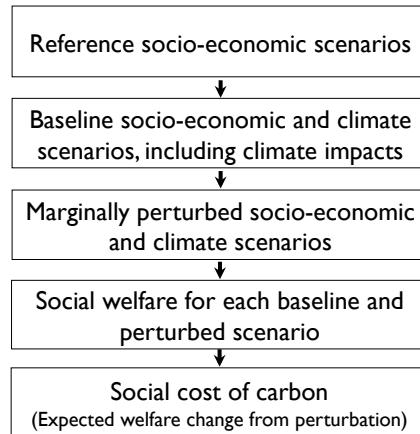 Reference socio-economic scenarios
Baseline socio-economic and climate
scenarios, including climate impacts
Marginally perturbed socio-economic
and climate scenarios
Social welfare for each baseline and
perturbed scenario
Social cost of carbon
(Expected welfare change from perturbation)